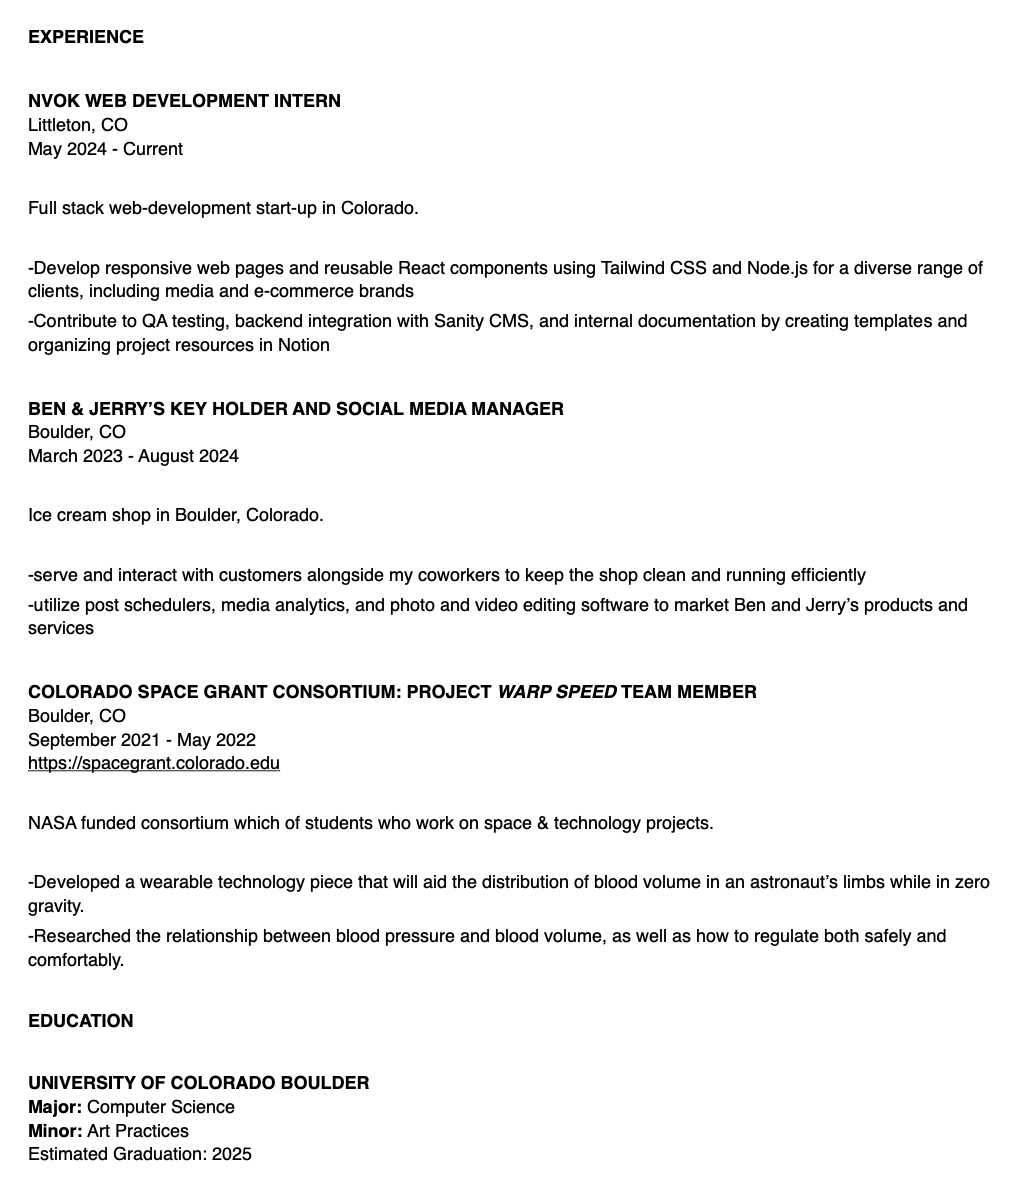 EXPERIENCE
NVOK WEB DEVELOPMENT INTERN
Littleton, CO
May 2024 - Current
Full stack web-development start-up in Colorado.
-Develop responsive web pages and reusable React components using Tailwind CSS and Node.js for a diverse range of
clients, including media and e-commerce brands
-Contribute to QA testing, backend integration with Sanity CMS, and internal documentation by creating templates and
organizing project resources in Notion
BEN & JERRY’S KEY HOLDER AND SOCIAL MEDIA MANAGER
Boulder, CO
March 2023 - August 2024
Ice cream shop in Boulder, Colorado.
-serve and interact with customers alongside my coworkers to keep the shop clean and running efficiently
-utilize post schedulers, media analytics, and photo and video editing software to market Ben and Jerry’s products and
services
COLORADO SPACE GRANT CONSORTIUM: PROJECT WARP SPEED TEAM MEMBER
Boulder, CO
September 2021 - May 2022
https://spacegrant.colorado.edu
NASA funded consortium which of students who work on space & technology projects.
-Developed a wearable technology piece that will aid the distribution of blood volume in an astronaut’s limbs while in zero
gravity.
-Researched the relationship between blood pressure and blood volume, as well as how to regulate both safely and
comfortably.
EDUCATION
UNIVERSITY OF COLORADO BOULDER
Major: Computer Science
Minor: Art Practices
Estimated Graduation: 2025